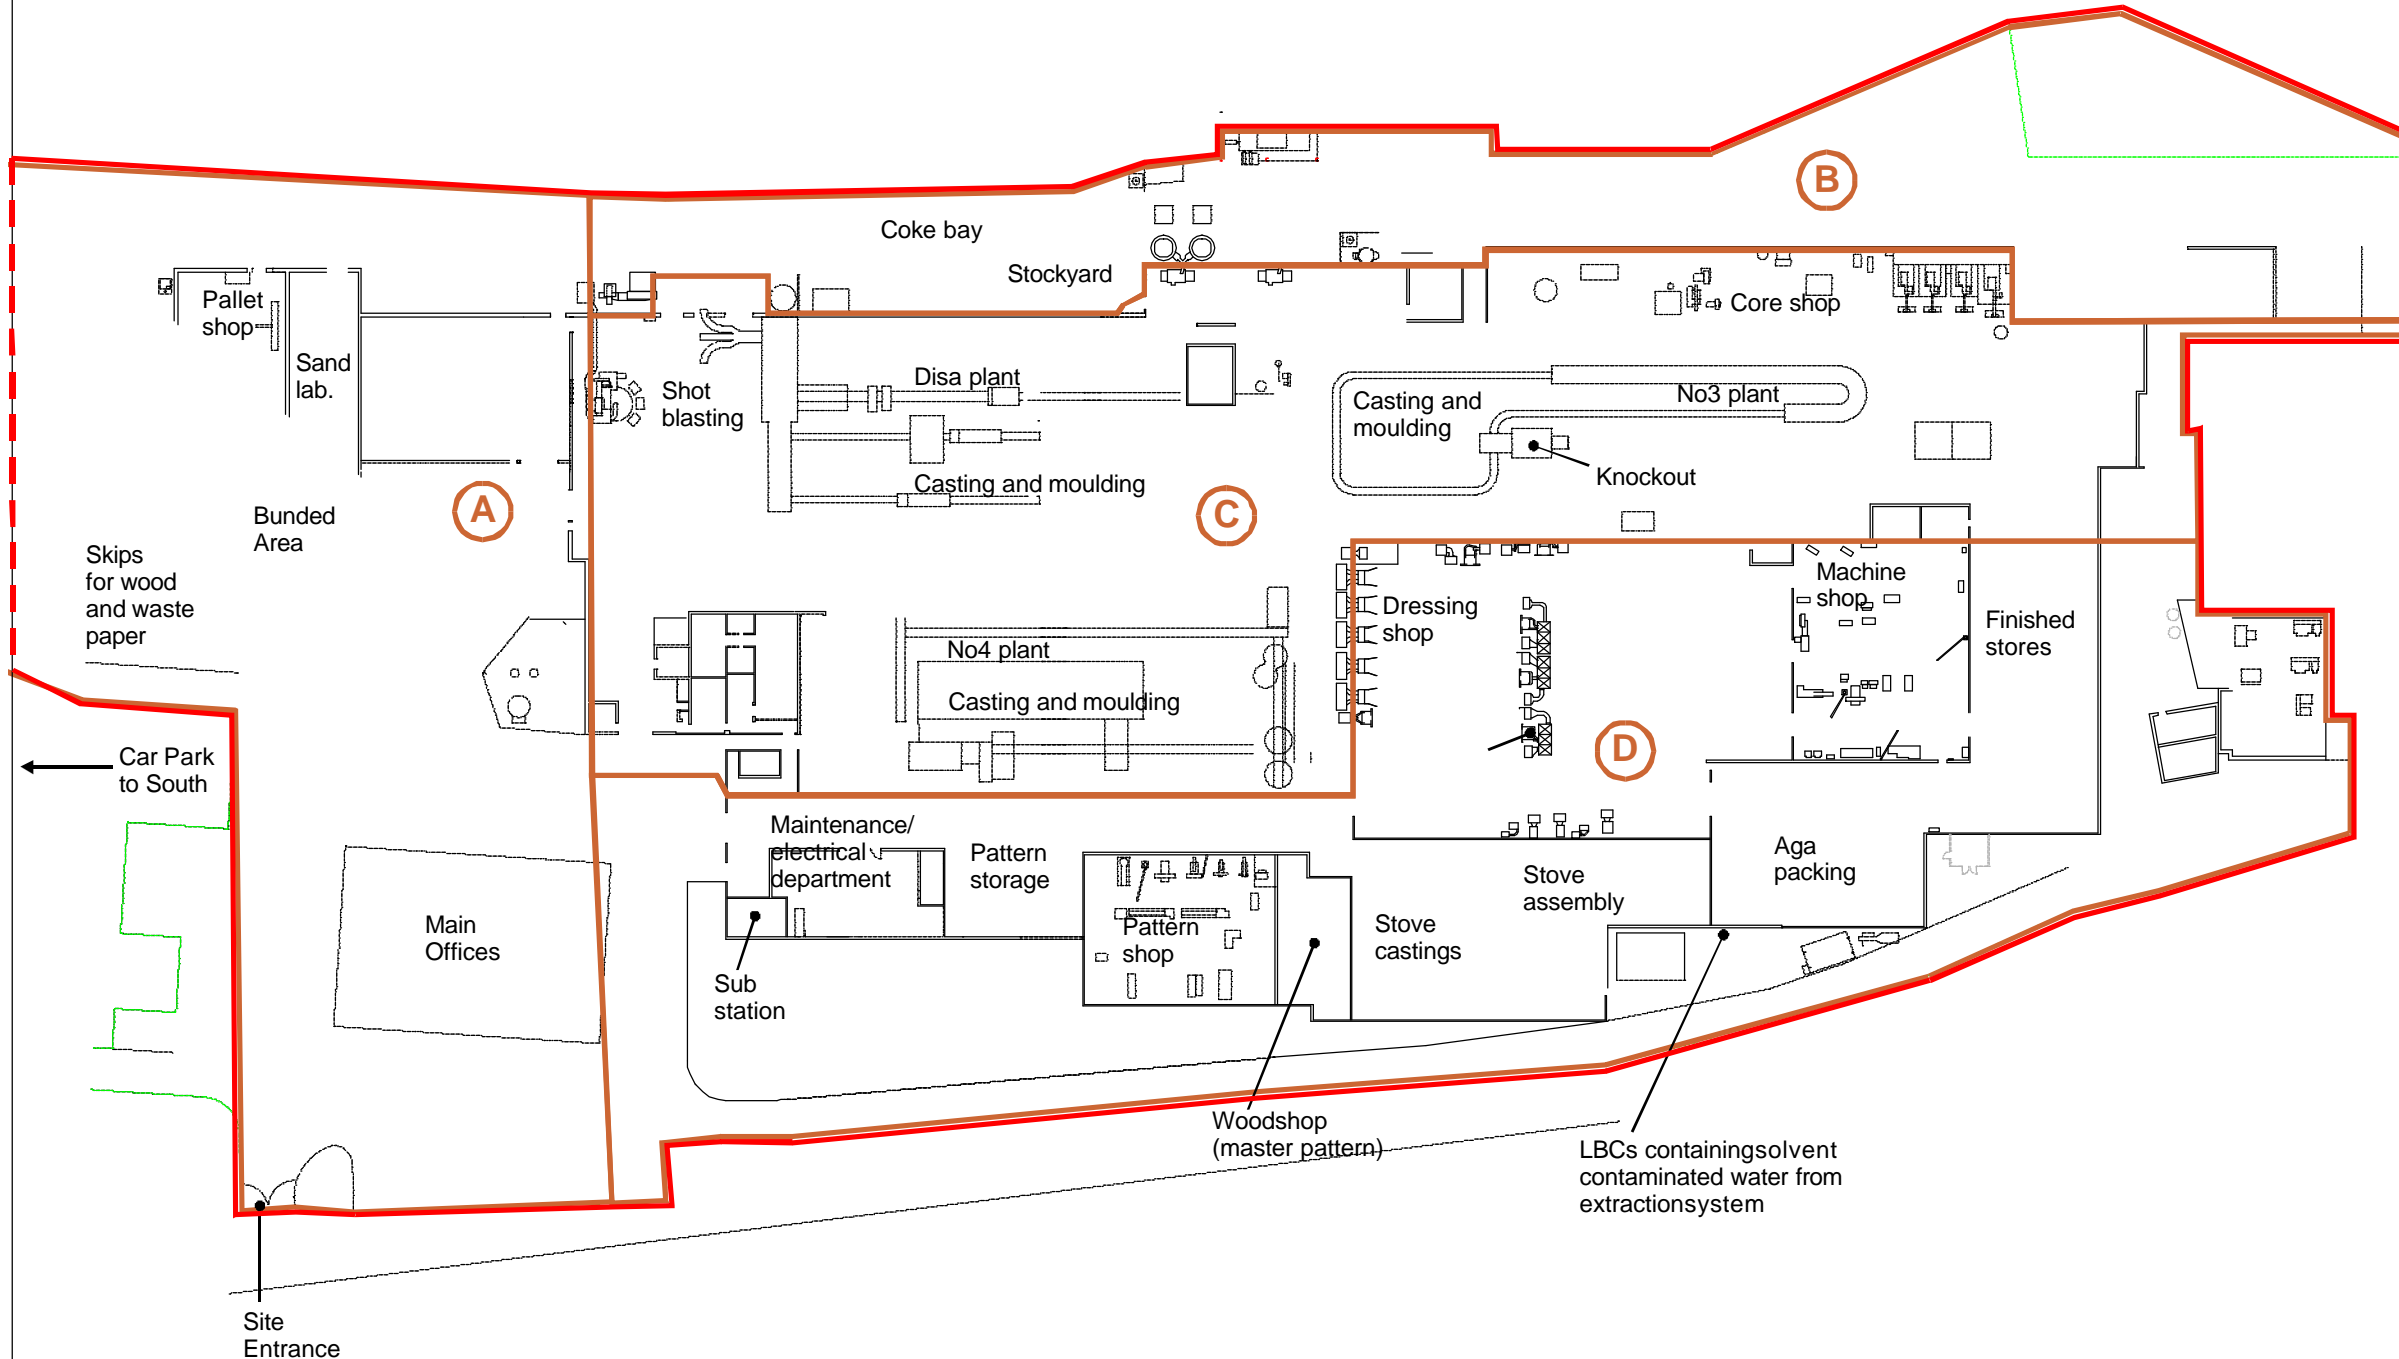 B
Coke bay
Stockyard
Pallet
shop
Core shop
Sand
lab.
Shot
blasting
Disa plant
Casting and
moulding
No3 plant
Knockout
Casting and moulding
A
C
Bunded
Area
Skips
for wood
and waste
paper
Machine
shop
Dressing
shop
Finished
stores
No4 plant
Casting and moulding
D
Car Park
to South
Maintenance/
electrical
department
Pattern
storage
Aga
packing
Stove
assembly
Main
Offices
Pattern
shop
Stove
castings
Sub
station
Woodshop
(master pattern)
LBCs containingsolvent
contaminated water from
extractionsystem
Site
Entrance